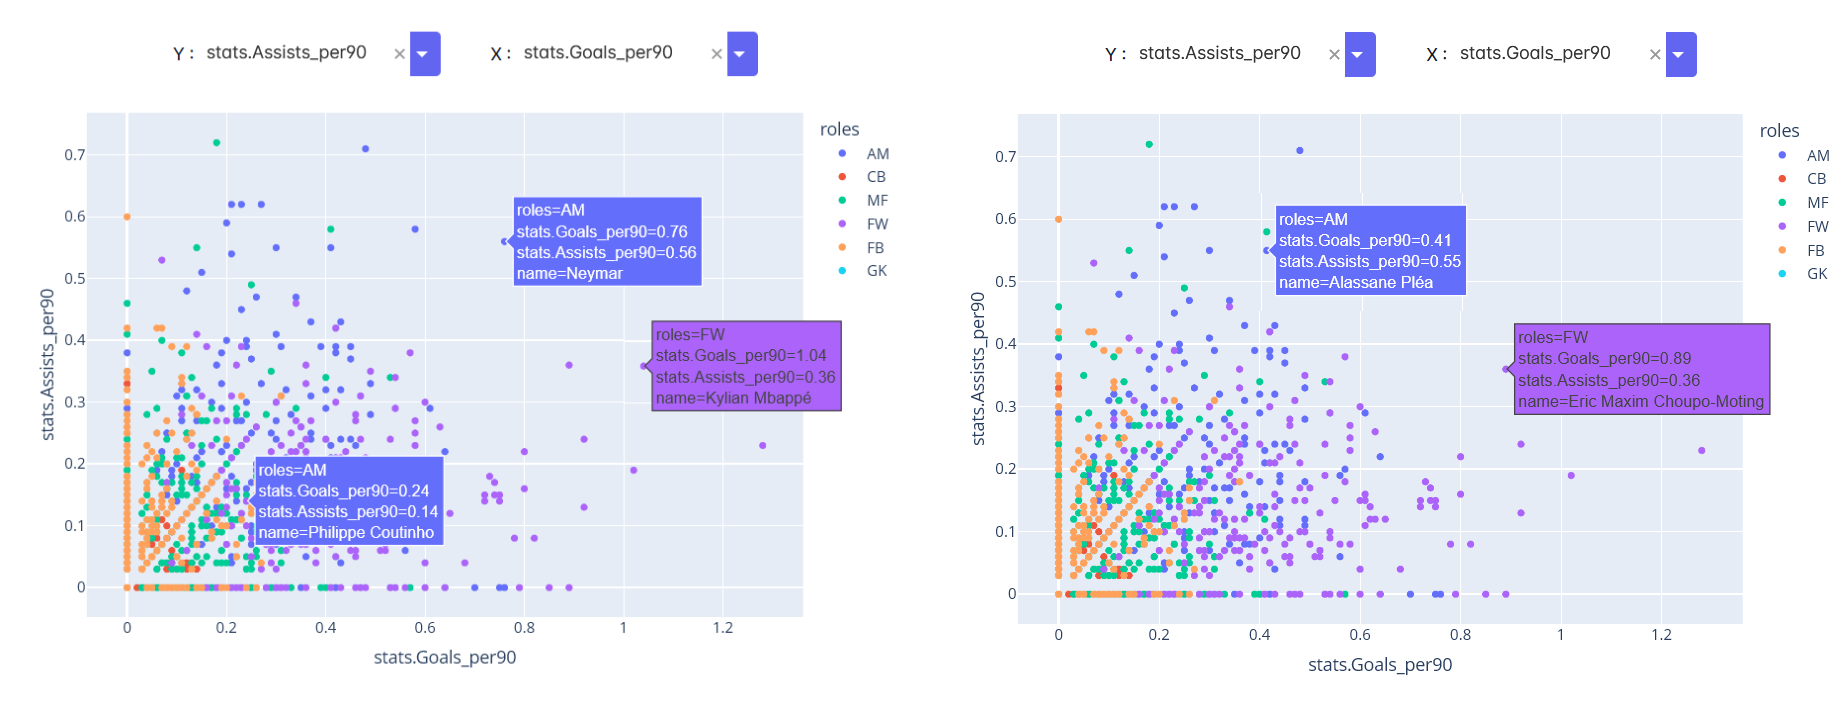 Y : stats.Assists_per90 × X : stats.Goals_per90 ×
roles
AM
CB
MF
FW
FB
GK
roles=AM
stats.Goals_per90=0.76
stats.Assists_per90=0.56
name=Neymar
roles=FW
stats.Goals_per90=1.04
stats.Assists_per90=0.36
name=Kylian Mbappé
roles=AM
stats.Goals_per90=0.24
stats.Assists_per90=0.14
name=Philippe Coutinho
0.7
0.6
0.5
0.4
0.3
0.2
0.1
0
stats.Assists_per90
0 0.2 0.4 0.6 0.8 1 1.2
stats.Goals_per90
Y : stats.Assists_per90 × X : stats.Goals_per90 ×
roles
AM
CB
MF
FW
FB
GK
roles=AM
stats.Goals_per90=0.41
stats.Assists_per90=0.55
name=Alassane Pléa
roles=FW
stats.Goals_per90=0.89
stats.Assists_per90=0.36
name=Eric Maxim Choupo-Moting
0.7
0.6
0.5
0.4
0.3
0.2
0.1
0
stats.Assists_per90
0 0.2 0.4 0.6 0.8 1 1.2
stats.Goals_per90